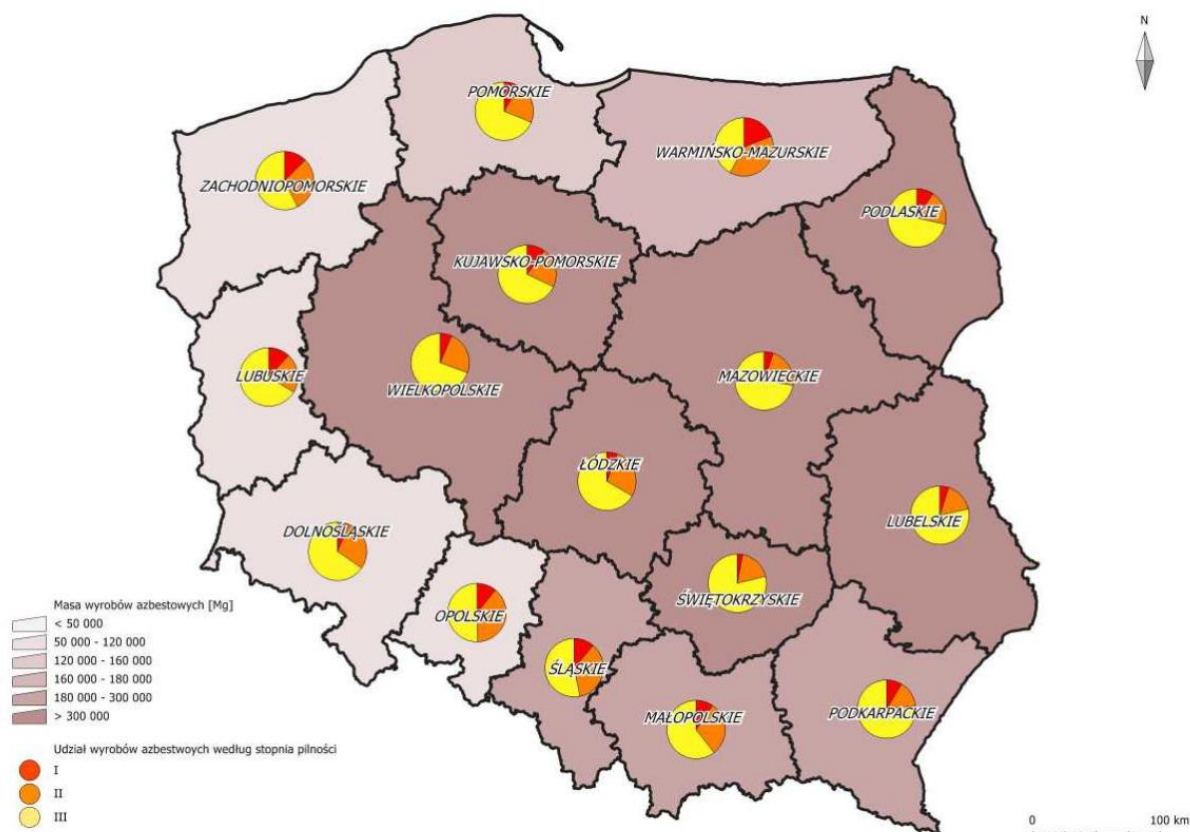 N
POMORSKIE
WARMIŃSKO-MAZURSKIE
ZACHODNIOPOMORSKIE
PODLASKIE
KUJAWSKO-POMORSKIE
LUBUSKIE
WIELKOPOLSKIE
MAZOWIECKIE
ŁÓDZKIE
LUBELSKIE
DOLNOŚLĄSKIE
ŚWIĘTOKRZYSKIE
OPOLSKIE
ŚLĄSKIE
MAŁOPOLSKIE
PODKARPACKIE
Masa wyrobów azbestowych [Mg]
< 50 000
50 000 - 120 000
120 000 - 160 000
160 000 - 180 000
180 000 - 300 000
> 300 000
Udział wyrobów azbestwoych według stopnia pilności
I
II
III
0 100 km